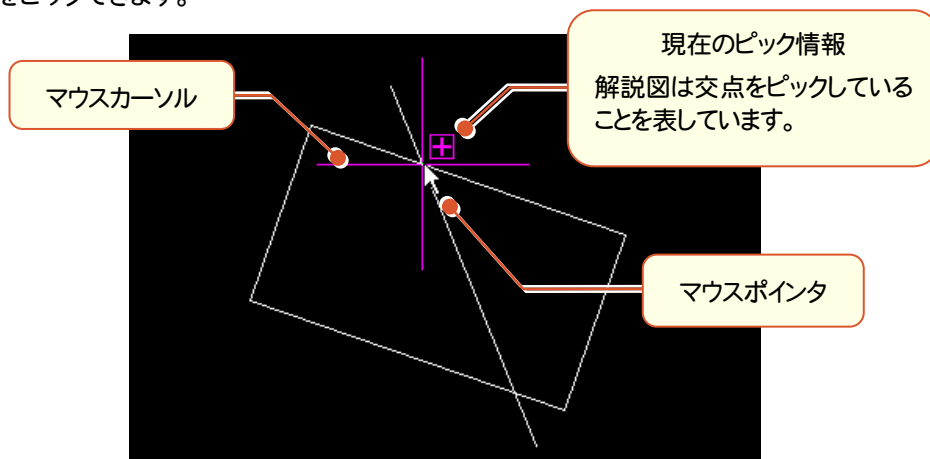 をピックできます。
現在のピック情報
解説図は交点をピックしている
ことを表しています。
マウスカーソル
マウスポインタ